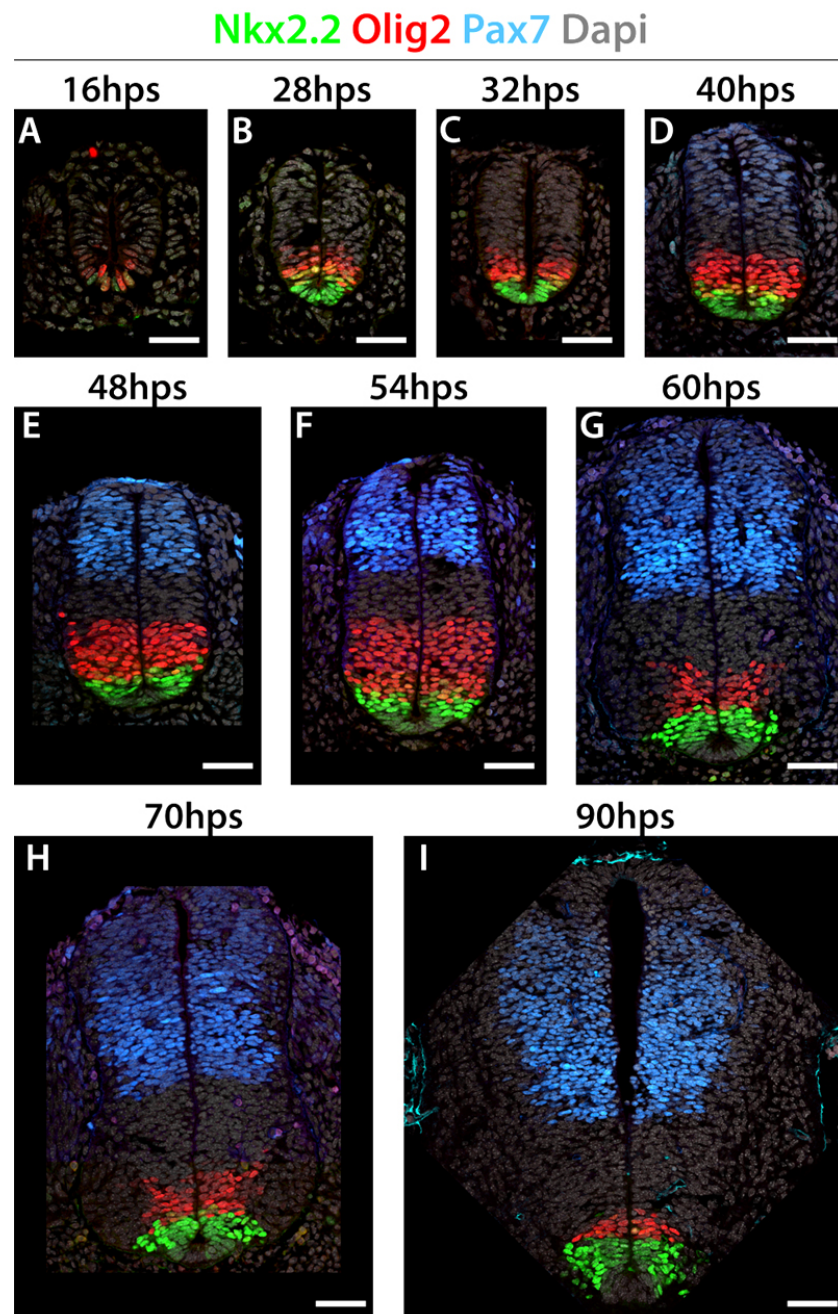 Nkx2.2 Olig2 Pax7 Dapi
16hps 28hps 32hps 40hps
A B C D
48hps 54hps 60hps
E F G
70hps 90hps
H I